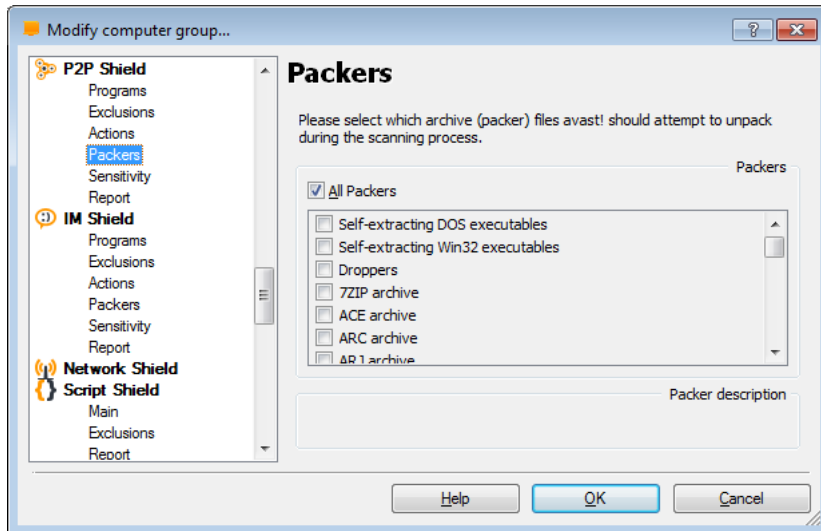 Modify computer group...
P2P Shield
Programs
Exclusions
Actions
Packers
Sensitivity
Report
IM Shield
Programs
Exclusions
Actions
Packers
Sensitivity
Report
Network Shield
Script Shield
Main
Exclusions
Report
Packers
Please select which archive (packer) files avast! should attempt to unpack
during the scanning process.
Packers
All Packers
Self-extracting DOS executables
Self-extracting Win32 executables
Droppers
7ZIP archive
ACE archive
ARC archive
ARJ archive
Packer description
Help
OK
Cancel